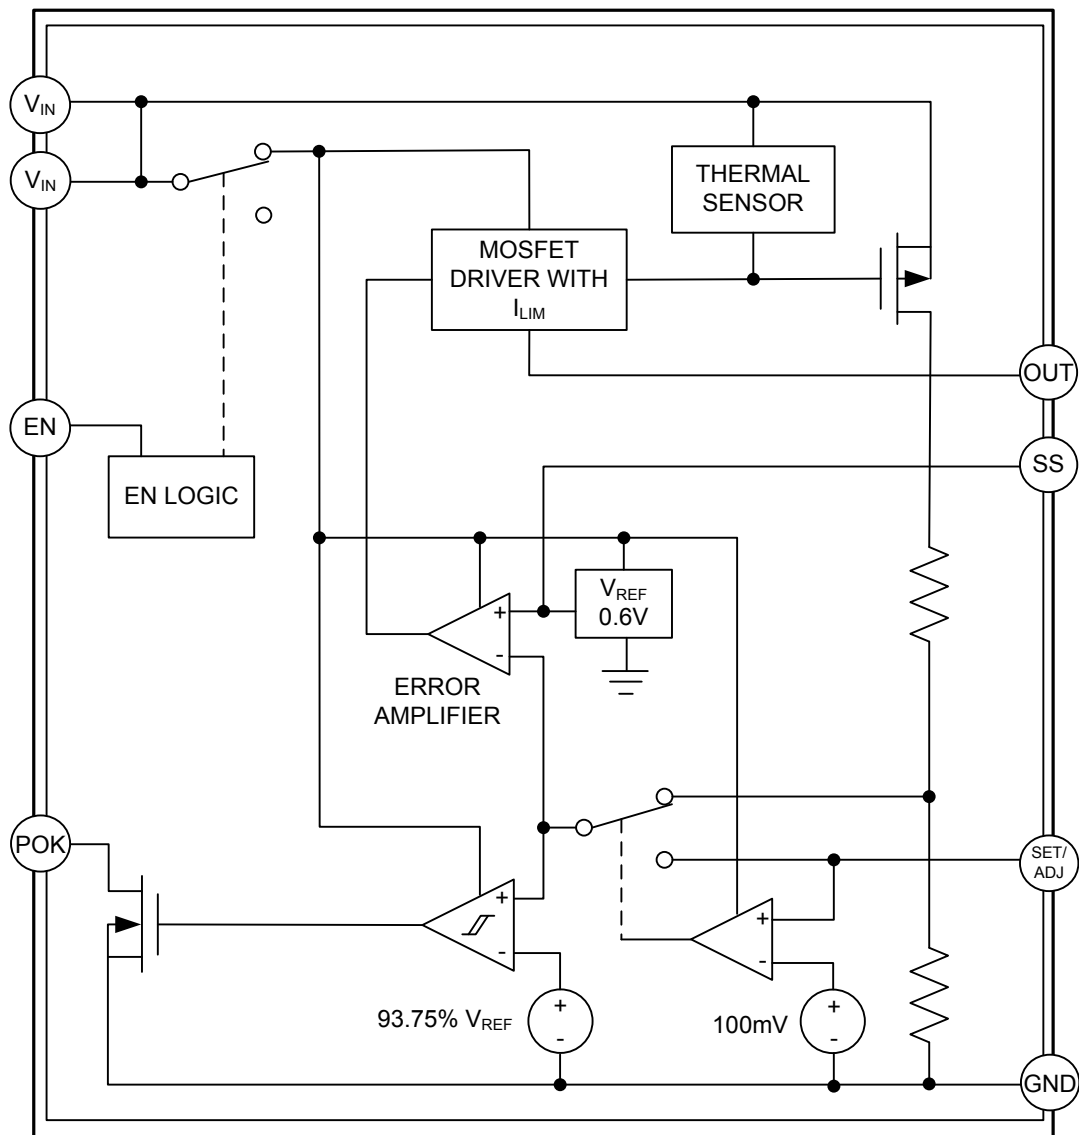 VIN
VIN
THERMAL
SENSOR
MOSFET
DRIVER WITH
ILIM
OUT
EN
SS
EN LOGIC
VREF
0.6V
+
-
ERROR
AMPLIFIER
POK
SET/
ADJ
+
-
+
-
93.75% VREF
+
-
100mV
+
-
GND